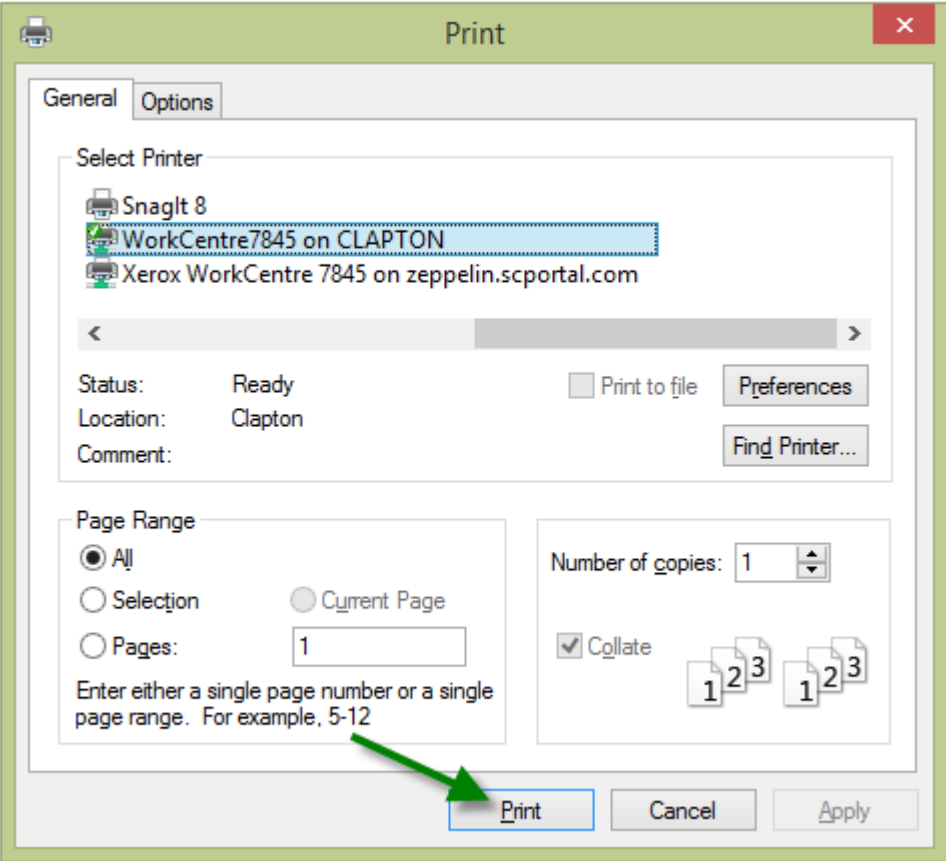 Print
General Options
Select Printer
SnagIt 8
WorkCentre7845 on CLAPTON
Xerox WorkCentre 7845 on zeppelin.scportal.com
Status: Ready
Print to file
Preferences
Location: Clapton
Comment:
Find Printer...
Page Range
All
Selection
Current Page
Pages: 1
Enter either a single page number or a single
page range. For example, 5-12
Number of copies: 1
Collate
1 2 3 1 2 3
Print Cancel Apply